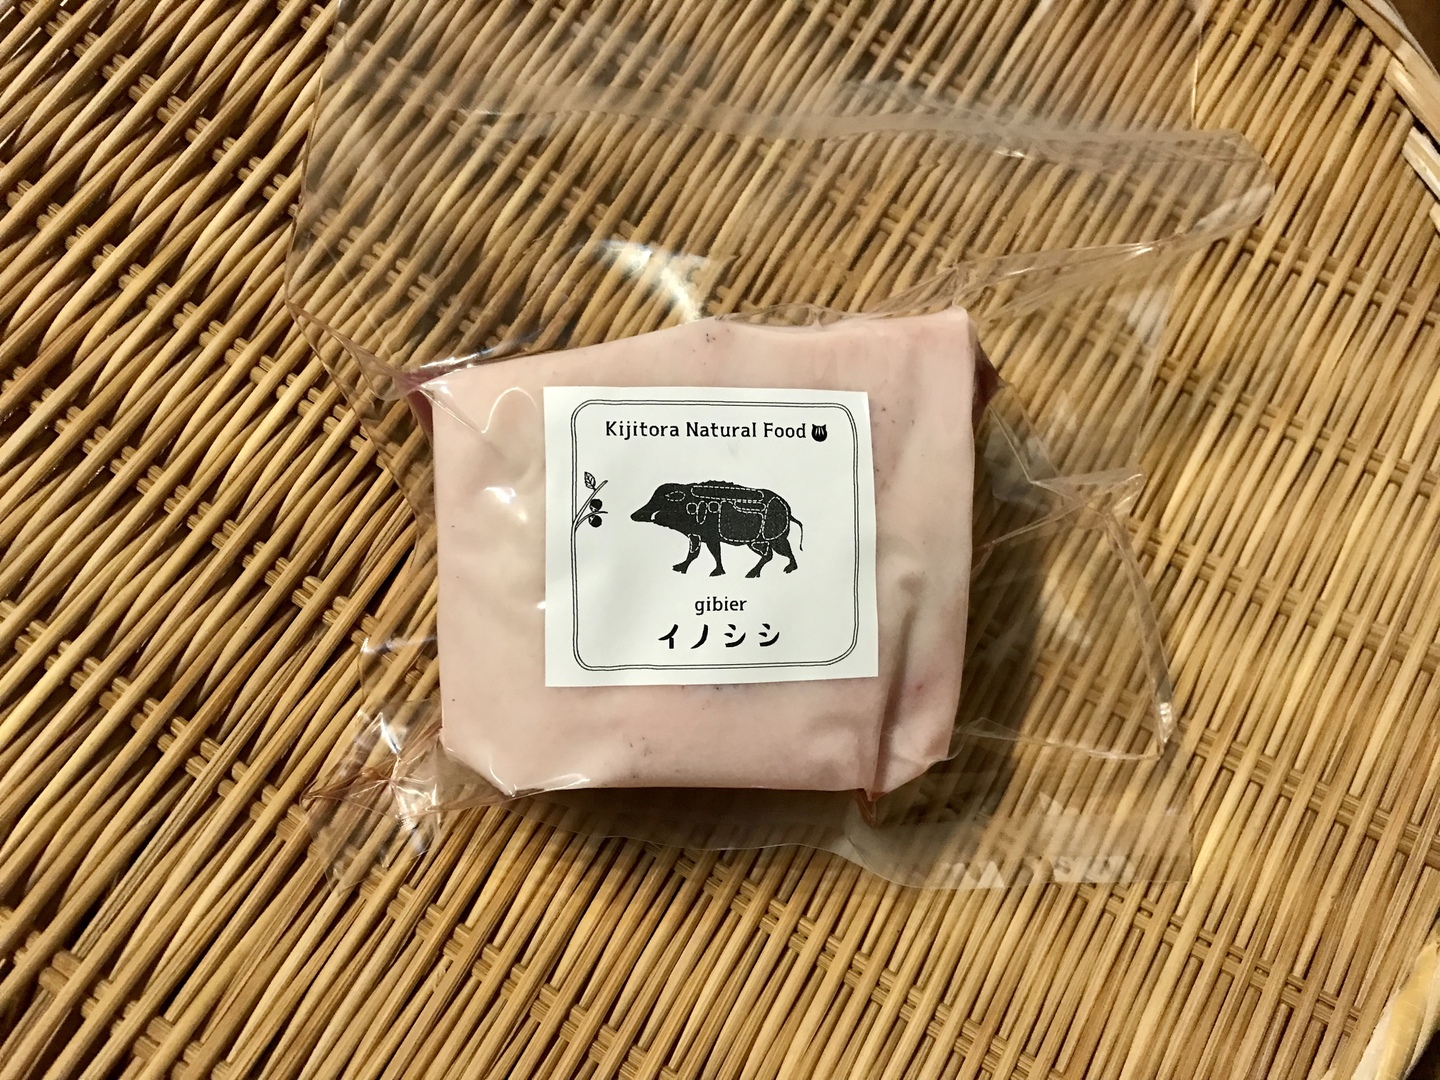 Kijitora Natural Food
gibier
イノシシ